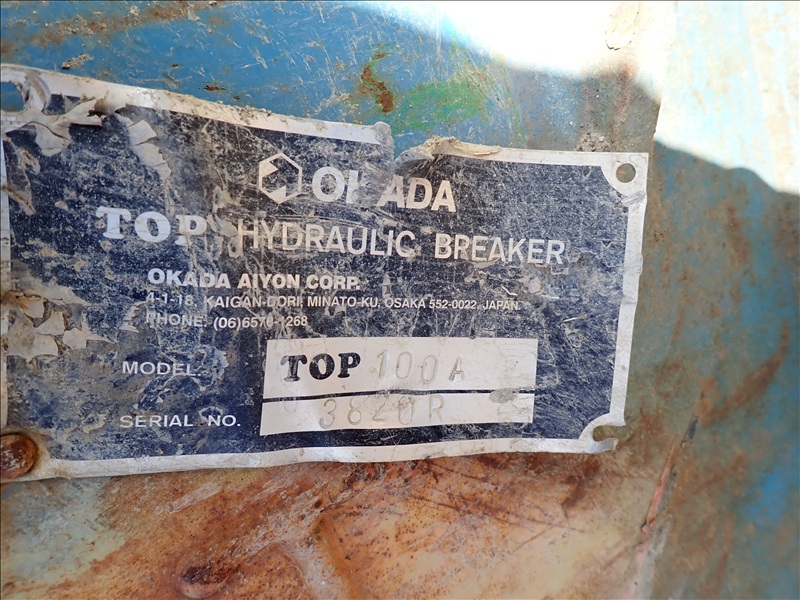 OKADA
TOP HYDRAULIC BREAKER
OKADA AIYON CORP.
4-1-18, KAIGAN-DORI, MINATO-KU, OSAKA 552-0022, JAPAN.
PHONE: (06)6576-1268
MODEL. TOP 100A
SERIAL NO. 3820R